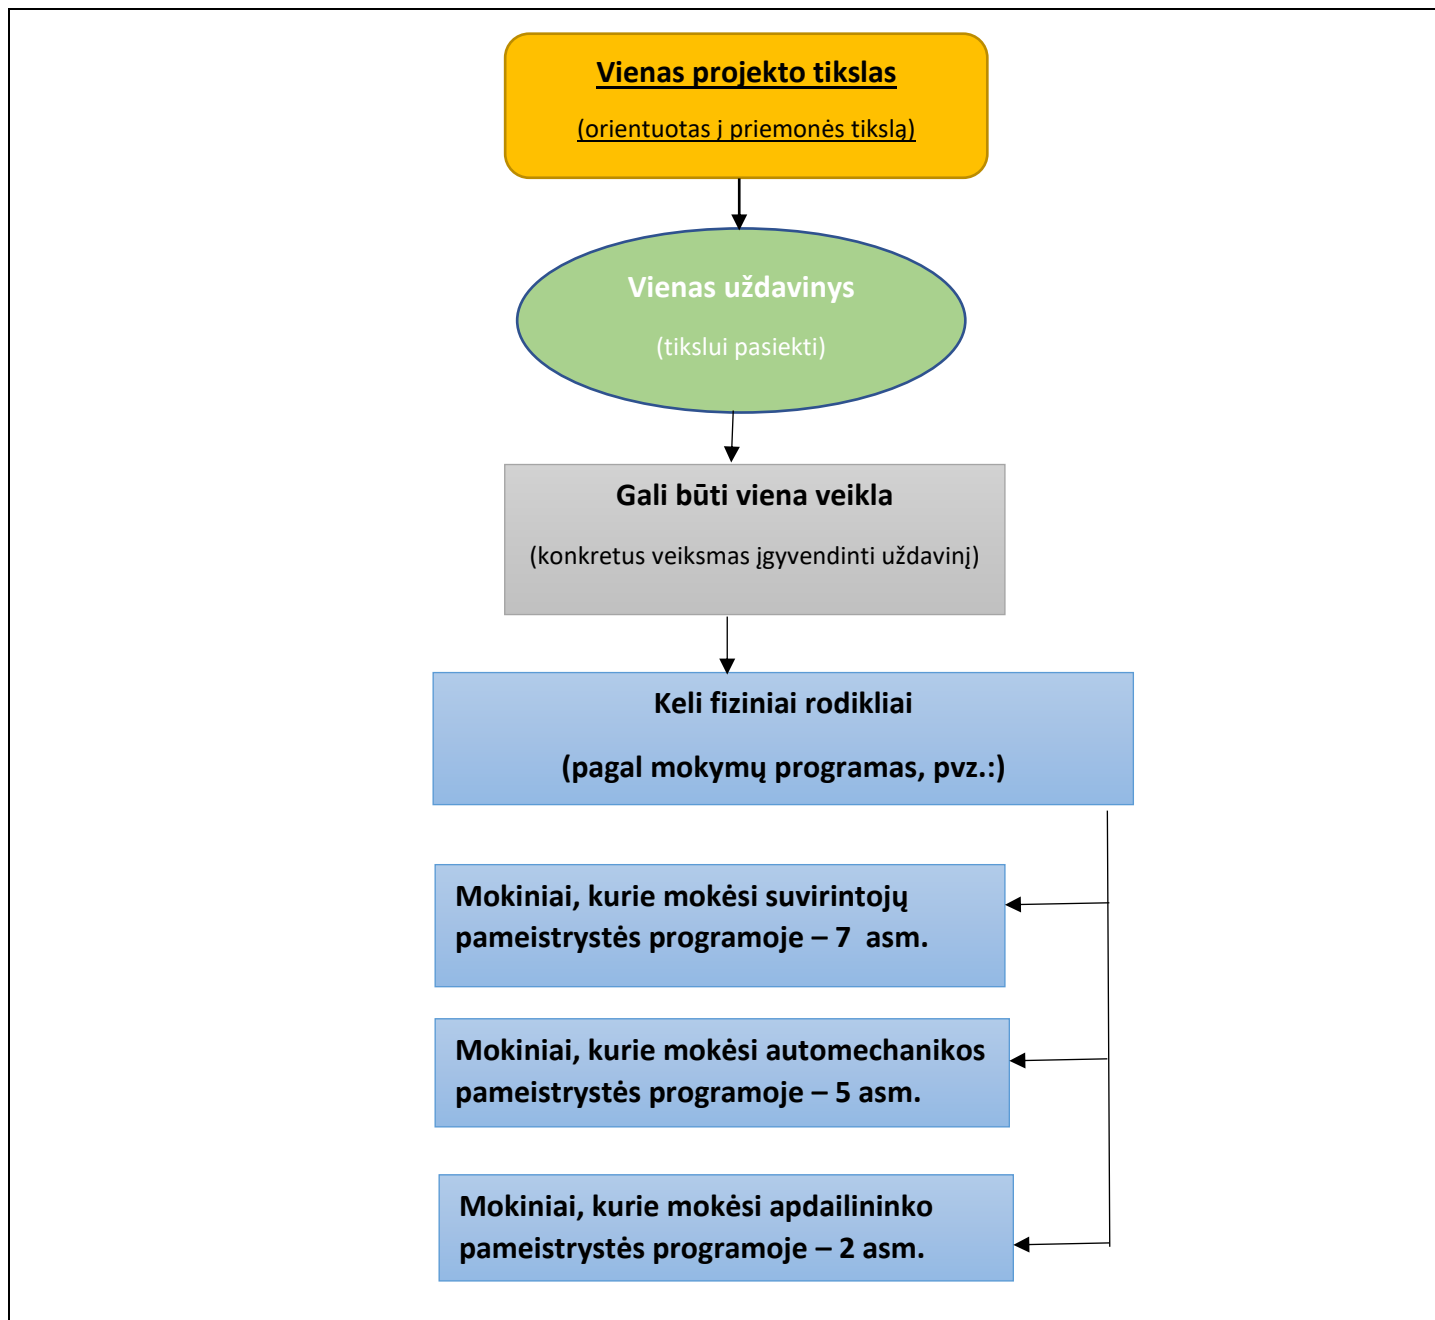 Vienas projekto tikslas
(orientuotas į priemonės tikslą)
Vienas uždavinys
(tikslui pasiekti)
Gali būti viena veikla
(konkretus veiksmas įgyvendinti uždavinį)
Keli fiziniai rodikliai
(pagal mokymų programas, pvz.:)
Mokiniai, kurie mokėsi suvirintojų
pameistrystės programoje – 7  asm.
Mokiniai, kurie mokėsi automechanikos
pameistrystės programoje – 5 asm.
Mokiniai, kurie mokėsi apdailininko
pameistrystės programoje – 2 asm.